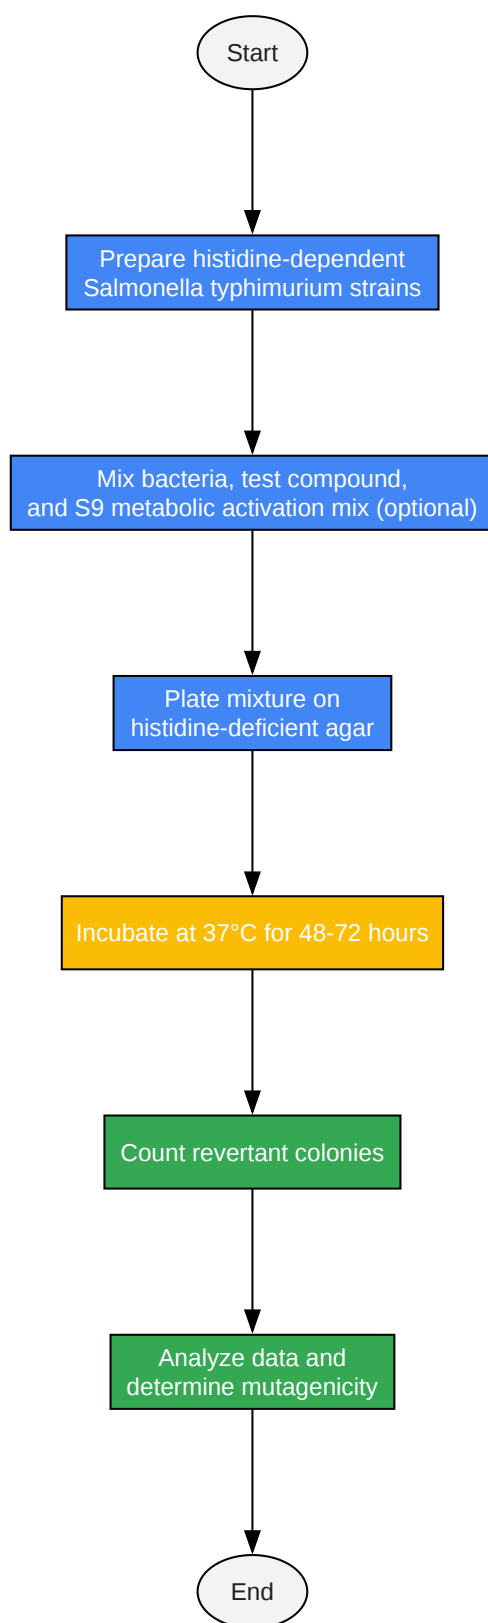 Start
Prepare histidine-dependent
Salmonella typhimurium strains
Mix bacteria, test compound,
and S9 metabolic activation mix (optional)
Plate mixture on
histidine-deficient agar
Incubate at 37°C for 48-72 hours
Count revertant colonies
Analyze data and
determine mutagenicity
End